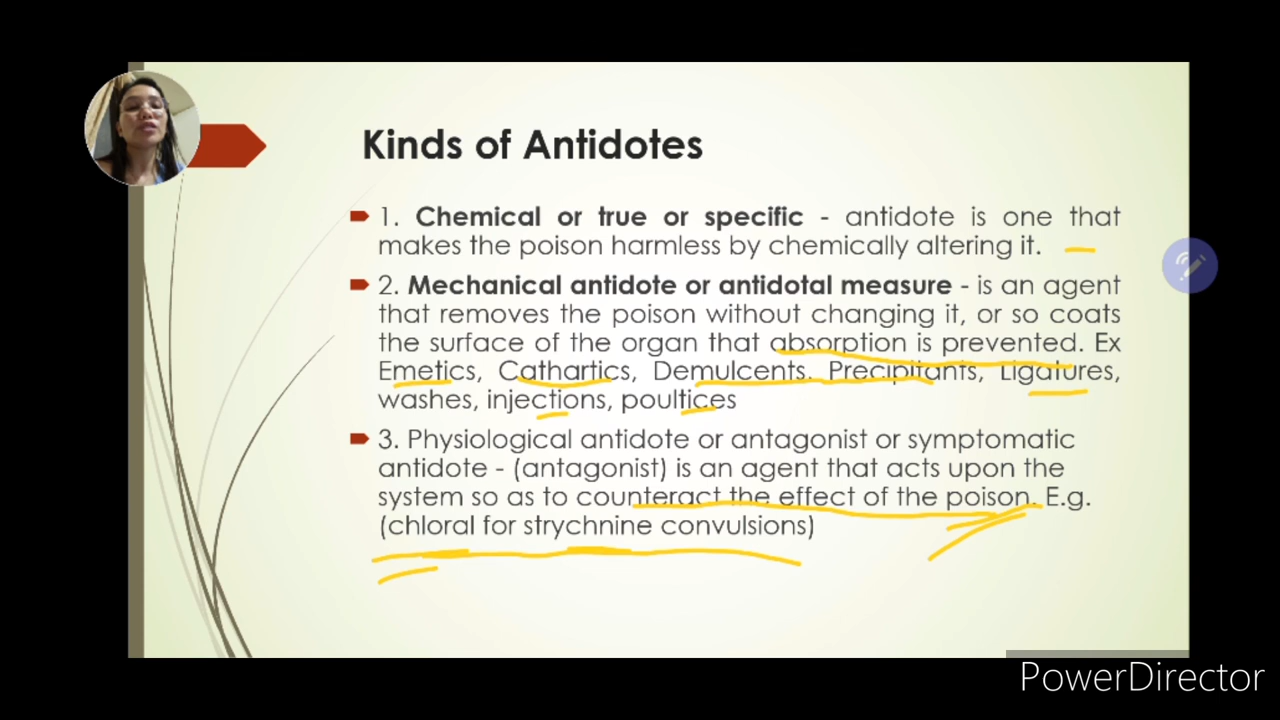 Kinds of Antidotes
1. Chemical or true or specific - antidote is one that
makes the poison harmless by chemically altering it.
2. Mechanical antidote or antidotal measure - is an agent
that removes the poison without changing it, or so coats
the surface of the organ that absorption is prevented. Ex
Emetics, Cathartics, Demulcents. Precipitants, Ligatures,
washes, injections, poultices
3. Physiological antidote or antagonist or symptomatic
antidote - (antagonist) is an agent that acts upon the
system so as to counteract the effect of the poison. E.g.
(chloral for strychnine convulsions)
PowerDirector